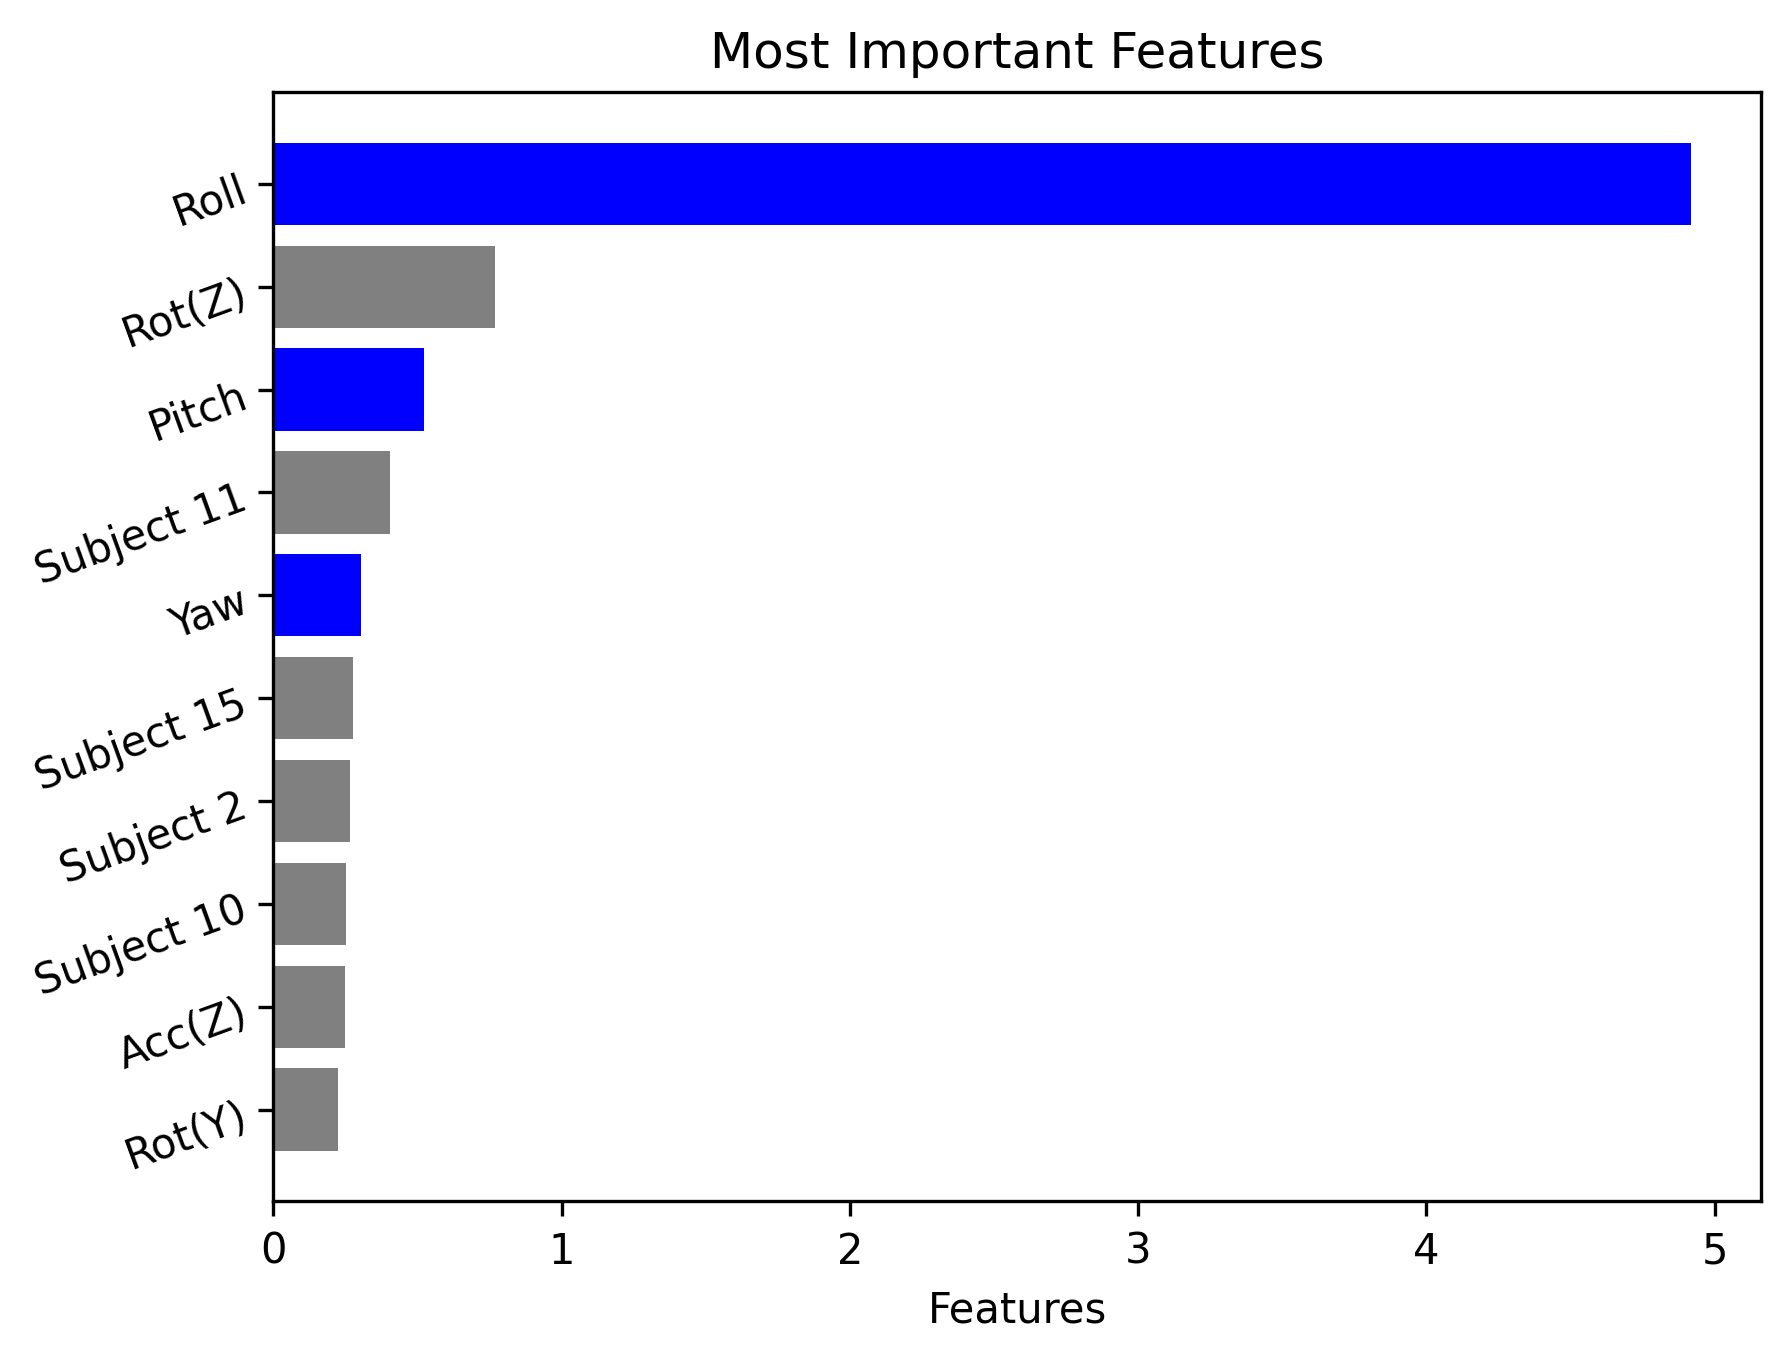 Most Important Features
Roll
Rot(Z)
Pitch
Subject 11
Yaw
Subject 15
Subject 2
Subject 10
Acc(Z)
Rot(Y)
0 1 2 3 4 5
Features